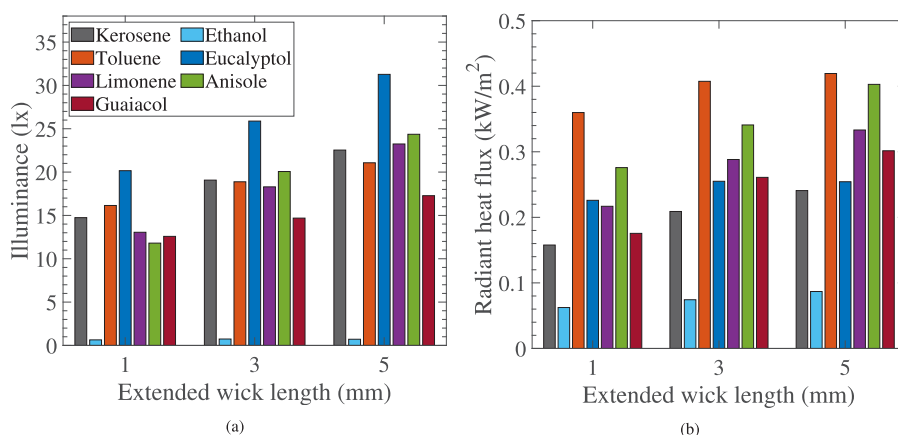 35
30
25
20
15
10
5
0
Illuminance (lx)
Kerosene Ethanol
Toluene Eucalyptol
Limonene Anisole
Guaiacol
1 3 5
Extended wick length (mm)
(a)
0.5
0.4
0.3
0.2
0.1
0
Radiant heat flux (kW/m²)
1 3 5
Extended wick length (mm)
(b)